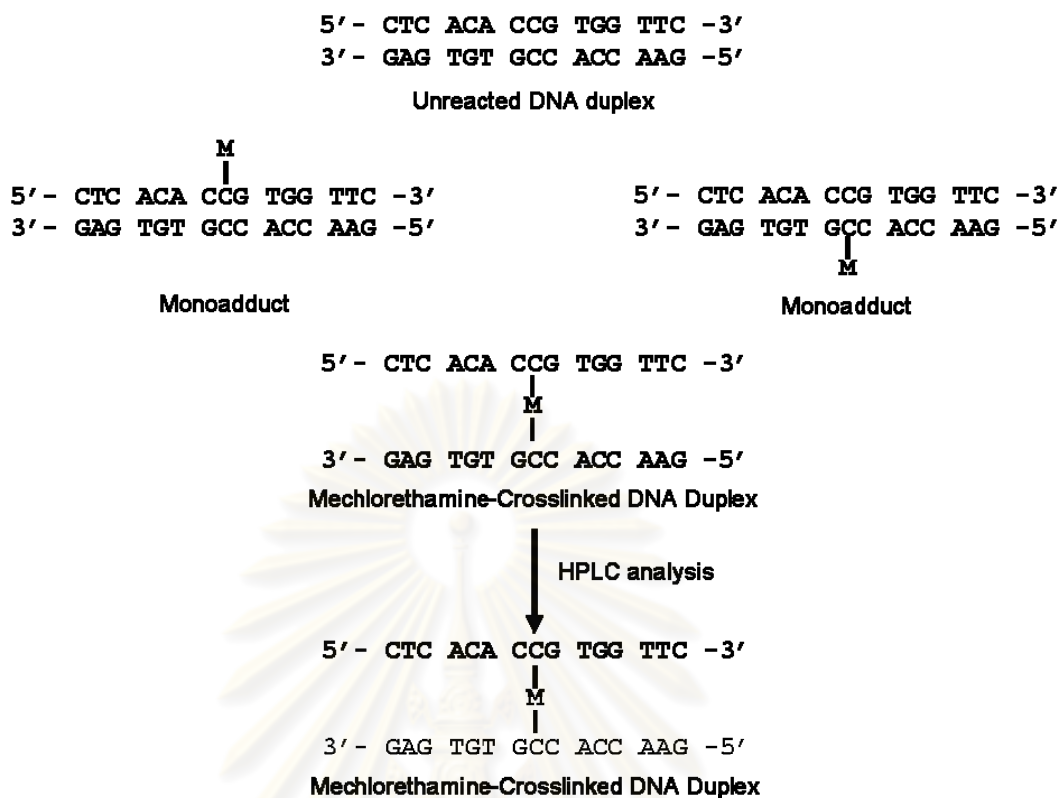 5′- CTC ACA CCG TGG TTC -3′
3′- GAG TGT GCC ACC AAG -5′
Unreacted DNA duplex
M
5′- CTC ACA CCG TGG TTC -3′
3′- GAG TGT GCC ACC AAG -5′
Monoadduct
5′- CTC ACA CCG TGG TTC -3′
3′- GAG TGT GCC ACC AAG -5′
M
Monoadduct
5′- CTC ACA CCG TGG TTC -3′
M
3′- GAG TGT GCC ACC AAG -5′
Mechlorethamine-Crosslinked DNA Duplex
HPLC analysis
5′- CTC ACA CCG TGG TTC -3′
M
3′- GAG TGT GCC ACC AAG -5′
Mechlorethamine-Crosslinked DNA Duplex